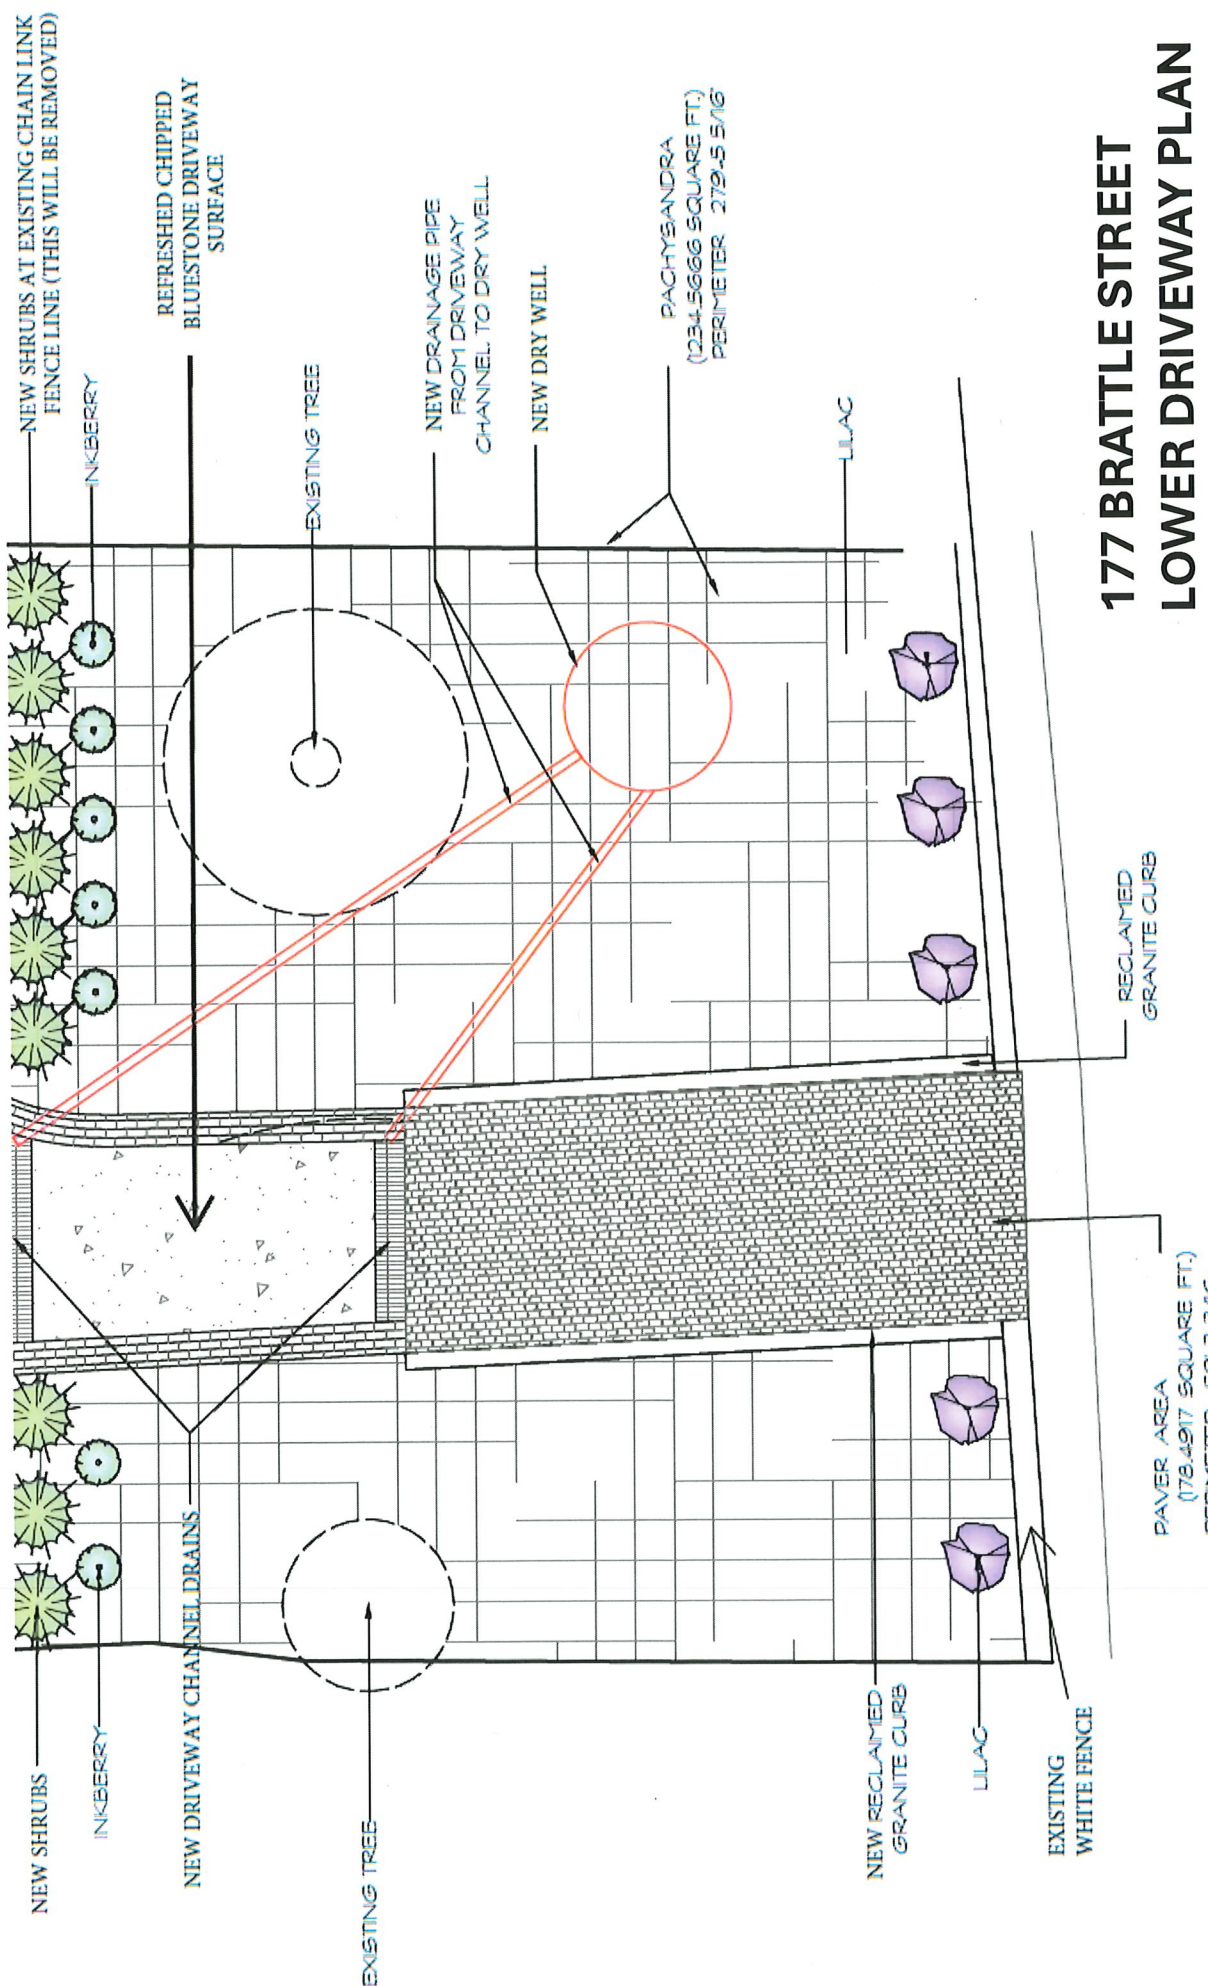 NEW SHRUBS AT EXISTING CHAIN LINK
FENCE LINE (THIS WILL BE REMOVED)
INKBERRY
REFRESHED CHIPPED
BLUESTONE DRIVEWAY
SURFACE
EXISTING TREE
NEW DRAINAGE PIPE
FROM DRIVEWAY
CHANNEL TO DRY WELL
NEW DRY WELL
PACHYSANDRA
(1234.5666 SQUARE FT.)
PERIMETER 279'-5 5/16"
LILAC
RECLAIMED
GRANITE CURB
177 BRATTLE STREET
LOWER DRIVEWAY PLAN
NEW SHRUBS
INKBERRY
NEW DRIVEWAY CHANNEL DRAINS
EXISTING TREE
NEW RECLAIMED
GRANITE CURB
LILAC
EXISTING
WHITE FENCE
PAVER AREA
(178.4917 SQUARE FT.)